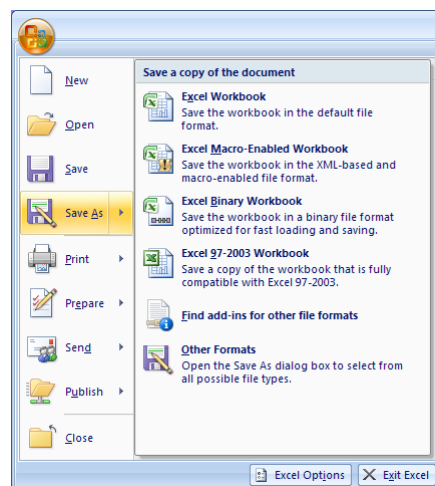 New
Open
Save
Save As
Print
Prepare
Send
Publish
Close
Save a copy of the document
Excel Workbook
Save the workbook in the default file
format.
Excel Macro-Enabled Workbook
Save the workbook in the XML-based and
macro-enabled file format.
Excel Binary Workbook
Save the workbook in a binary file format
optimized for fast loading and saving.
Excel 97-2003 Workbook
Save a copy of the workbook that is fully
compatible with Excel 97-2003.
Find add-ins for other file formats
Other Formats
Open the Save As dialog box to select from
all possible file types.
Excel Options
Exit Excel